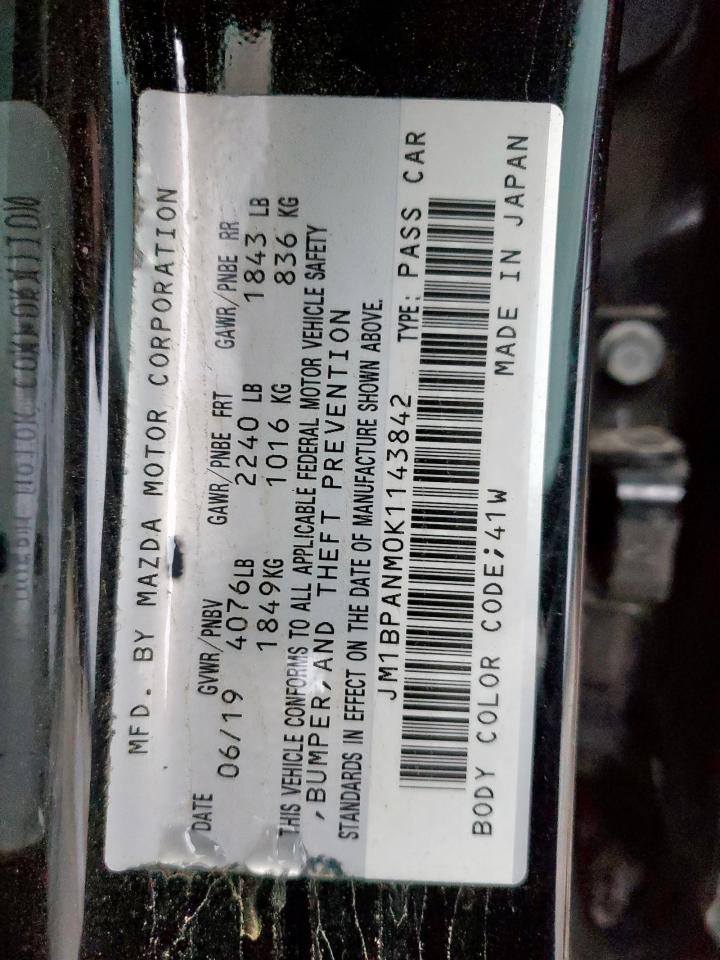 MFD. BY MAZDA MOTOR CORPORATION
DATE GVWR/PNBV GAWR/PNBE FRT GAWR/PNBE RR
06/19 4076LB 2240 LB 1843 LB
1849KG 1016 KG 836 KG
THIS VEHICLE CONFORMS TO ALL APPLICABLE FEDERAL MOTOR VEHICLE SAFETY
,BUMPER,AND THEFT PREVENTION
STANDARDS IN EFFECT ON THE DATE OF MANUFACTURE SHOWN ABOVE.
JM1BPANM0K1143842 TYPE: PASS CAR
BODY COLOR CODE;41W MADE IN JAPAN